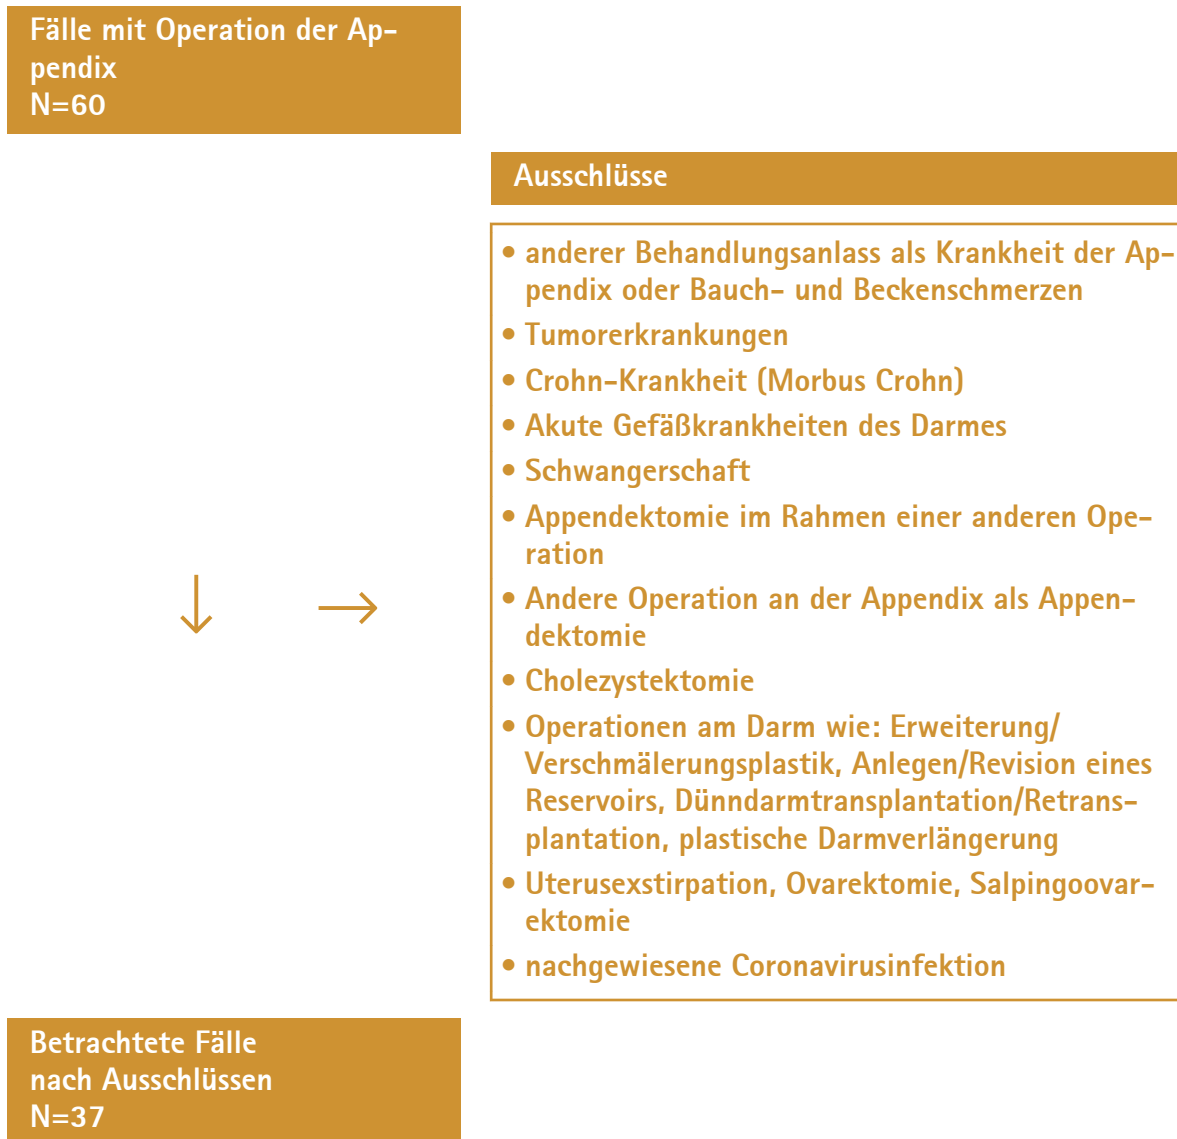 Fälle mit Operation der Ap-
pendix
N=60
Ausschlüsse
• anderer Behandlungsanlass als Krankheit der Ap-
pendix oder Bauch- und Beckenschmerzen
• Tumorerkrankungen
• Crohn-Krankheit (Morbus Crohn)
• Akute Gefäßkrankheiten des Darmes
• Schwangerschaft
• Appendektomie im Rahmen einer anderen Ope-
ration
• Andere Operation an der Appendix als Appen-
dektomie
• Cholezystektomie
• Operationen am Darm wie: Erweiterung/
Verschmälerungsplastik, Anlegen/Revision eines
Reservoirs, Dünndarmtransplantation/Retrans-
plantation, plastische Darmverlängerung
• Uterusexstirpation, Ovarektomie, Salpingoovar-
ektomie
• nachgewiesene Coronavirusinfektion
Betrachtete Fälle
nach Ausschlüssen
N=37